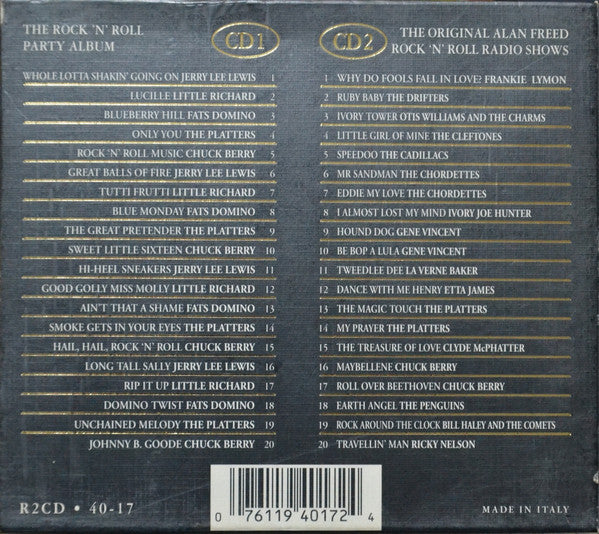 THE ROCK 'N' ROLL
PARTY ALBUM
CD1
WHOLE LOTTA SHAKIN' GOING ON JERRY LEE LEWIS 1
LUCILLE LITTLE RICHARD 2
BLUEBERRY HILL FATS DOMINO 3
ONLY YOU THE PLATTERS 4
ROCK 'N' ROLL MUSIC CHUCK BERRY 5
GREAT BALLS OF FIRE JERRY LEE LEWIS 6
TUTTI FRUTTI LITTLE RICHARD 7
BLUE MONDAY FATS DOMINO 8
THE GREAT PRETENDER THE PLATTERS 9
SWEET LITTLE SIXTEEN CHUCK BERRY 10
HI-HEEL SNEAKERS JERRY LEE LEWIS 11
GOOD GOLLY MISS MOLLY LITTLE RICHARD 12
AIN'T THAT A SHAME FATS DOMINO 13
SMOKE GETS IN YOUR EYES THE PLATTERS 14
HAIL, HAIL, ROCK 'N' ROLL CHUCK BERRY 15
LONG TALL SALLY JERRY LEE LEWIS 16
RIP IT UP LITTLE RICHARD 17
DOMINO TWIST FATS DOMINO 18
UNCHAINED MELODY THE PLATTERS 19
JOHNNY B. GOODE CHUCK BERRY 20
CD2
THE ORIGINAL ALAN FREED
ROCK 'N' ROLL RADIO SHOWS
1 WHY DO FOOLS FALL IN LOVE? FRANKIE LYMON
2 RUBY BABY THE DRIFTERS
3 IVORY TOWER OTIS WILLIAMS AND THE CHARMS
4 LITTLE GIRL OF MINE THE CLEFTONES
5 SPEEDOO THE CADILLACS
6 MR SANDMAN THE CHORDETTES
7 EDDIE MY LOVE THE CHORDETTES
8 I ALMOST LOST MY MIND IVORY JOE HUNTER
9 HOUND DOG GENE VINCENT
10 BE BOP A LULA GENE VINCENT
11 TWEEDLEE DEE LA VERNE BAKER
12 DANCE WITH ME HENRY ETTA JAMES
13 THE MAGIC TOUCH THE PLATTERS
14 MY PRAYER THE PLATTERS
15 THE TREASURE OF LOVE CLYDE McPHATTER
16 MAYBELLENE CHUCK BERRY
17 ROLL OVER BEETHOVEN CHUCK BERRY
18 EARTH ANGEL THE PENGUINS
19 ROCK AROUND THE CLOCK BILL HALEY AND THE COMETS
20 TRAVELLIN' MAN RICKY NELSON
R2CD • 40-17
0 76119 40172 4
MADE IN ITALY